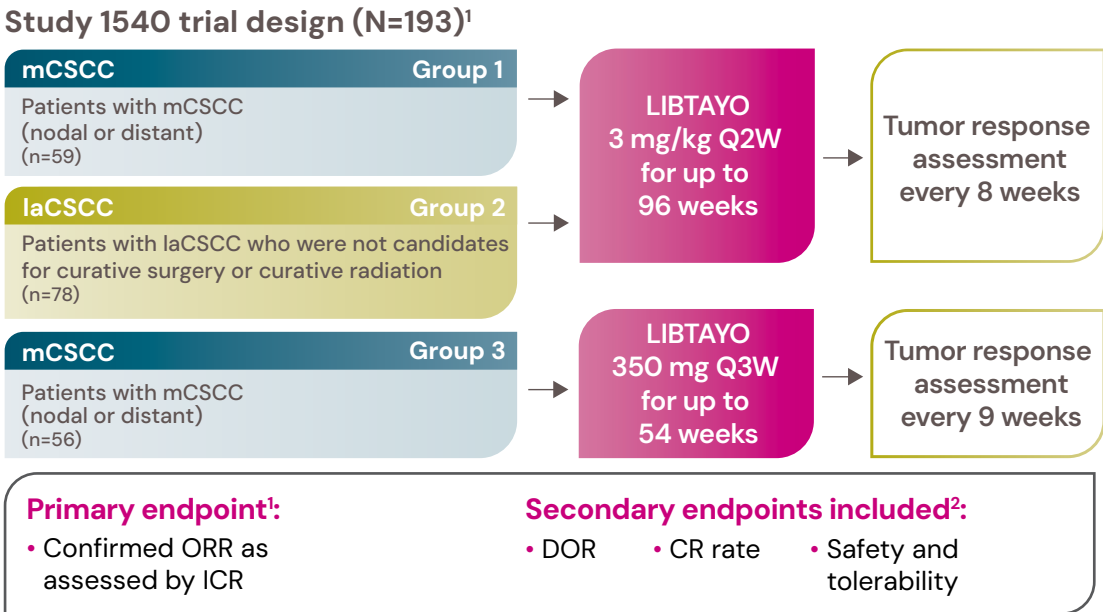 Study 1540 trial design (N=193)¹
mCSCC Group 1
Patients with mCSCC
(nodal or distant)
(n=59)
laCSCC Group 2
Patients with laCSCC who were not candidates
for curative surgery or curative radiation
(n=78)
LIBTAYO
3 mg/kg Q2W
for up to
96 weeks
Tumor response
assessment
every 8 weeks
mCSCC Group 3
Patients with mCSCC
(nodal or distant)
(n=56)
LIBTAYO
350 mg Q3W
for up to
54 weeks
Tumor response
assessment
every 9 weeks
Primary endpoint¹:
• Confirmed ORR as
assessed by ICR
Secondary endpoints included²:
• DOR • CR rate • Safety and
tolerability